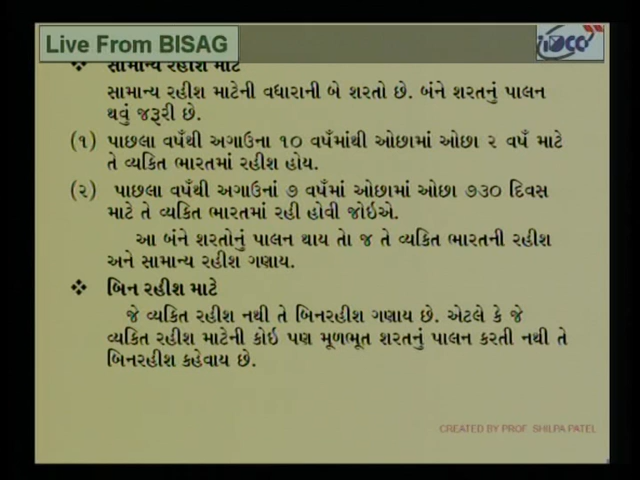 Live From BISAG
❖ સામાન્ય રહીશ માટે
સામાન્ય રહીશ માટેની વધારાની બે શરતો છે. બંને શરતનું પાલન
થવું જરૂરી છે.
(૧) પાછલા વર્ષથી અગાઉના ૧૦ વર્ષમાંથી ઓછામાં ઓછા ૨ વર્ષ માટે
તે વ્યકિત ભારતમાં રહીશ હોય.
(૨) પાછલા વર્ષથી અગાઉનાં ૭ વર્ષમાં ઓછામાં ઓછા ૭૩૦ દિવસ
માટે તે વ્યકિત ભારતમાં રહી હોવી જોઇએ.
આ બંને શરતોનું પાલન થાય તો જ તે વ્યકિત ભારતની રહીશ
અને સામાન્ય રહીશ ગણાય.
❖ બિન રહીશ માટે
જે વ્યકિત રહીશ નથી તે બિનરહીશ ગણાય છે. એટલે કે જે
વ્યકિત રહીશ માટેની કોઇ પણ મૂળભૂત શરતનું પાલન કરતી નથી તે
બિનરહીશ કહેવાય છે.
CREATED BY PROF. SHILPA PATEL